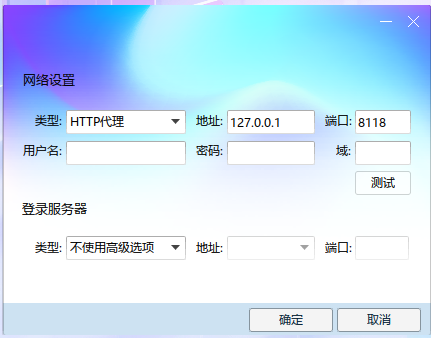 网络设置
类型: HTTP代理 地址: 127.0.0.1 端口: 8118
用户名: 密码: 域:
测试
登录服务器
类型: 不使用高级选项 地址: 端口:
确定 取消